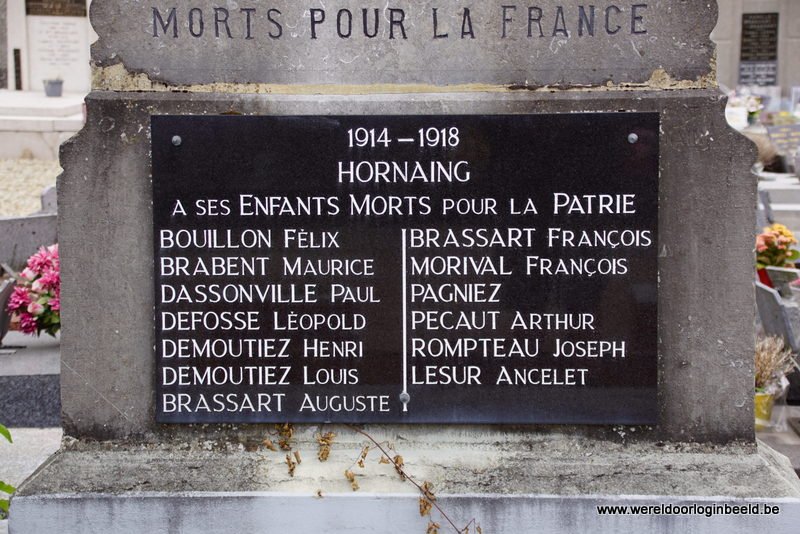 MORTS POUR LA FRANCE
1914 – 1918
HORNAING
A SES ENFANTS MORTS POUR LA PATRIE
BOUILLON FÉLIX
BRABENT MAURICE
DASSONVILLE PAUL
DEFOSSE LÉOPOLD
DEMOUTIEZ HENRI
DEMOUTIEZ LOUIS
BRASSART AUGUSTE
BRASSART FRANÇOIS
MORIVAL FRANÇOIS
PAGNIEZ
PECAUT ARTHUR
ROMPTEAU JOSEPH
LESUR ANCELET
www.wereldoorloginbeeld.be